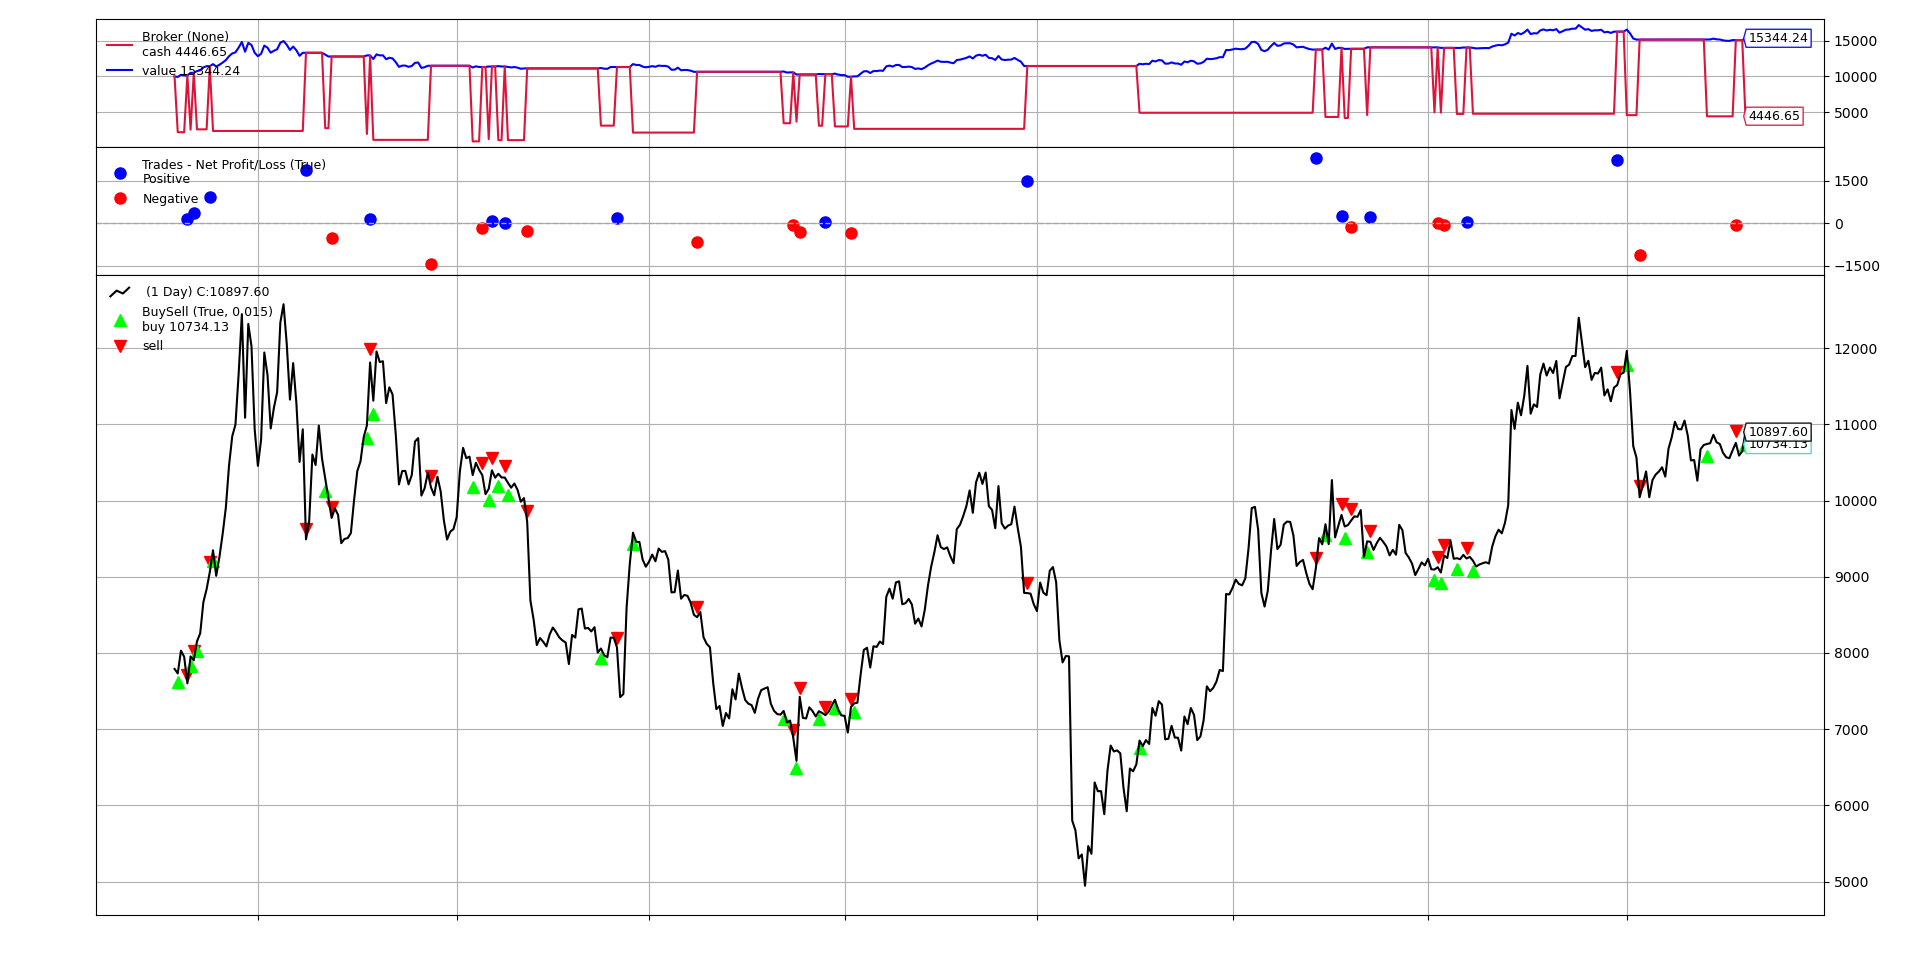 Broker (None)
cash 4446.65
value 15344.24
15344.24
4446.65
15000
10000
5000
Trades - Net Profit/Loss (True)
Positive
Negative
1500
0
−1500
(1 Day) C:10897.60
BuySell (True, 0.015)
buy 10734.13
sell
10897.60
10734.13
12000
11000
10000
9000
8000
7000
6000
5000